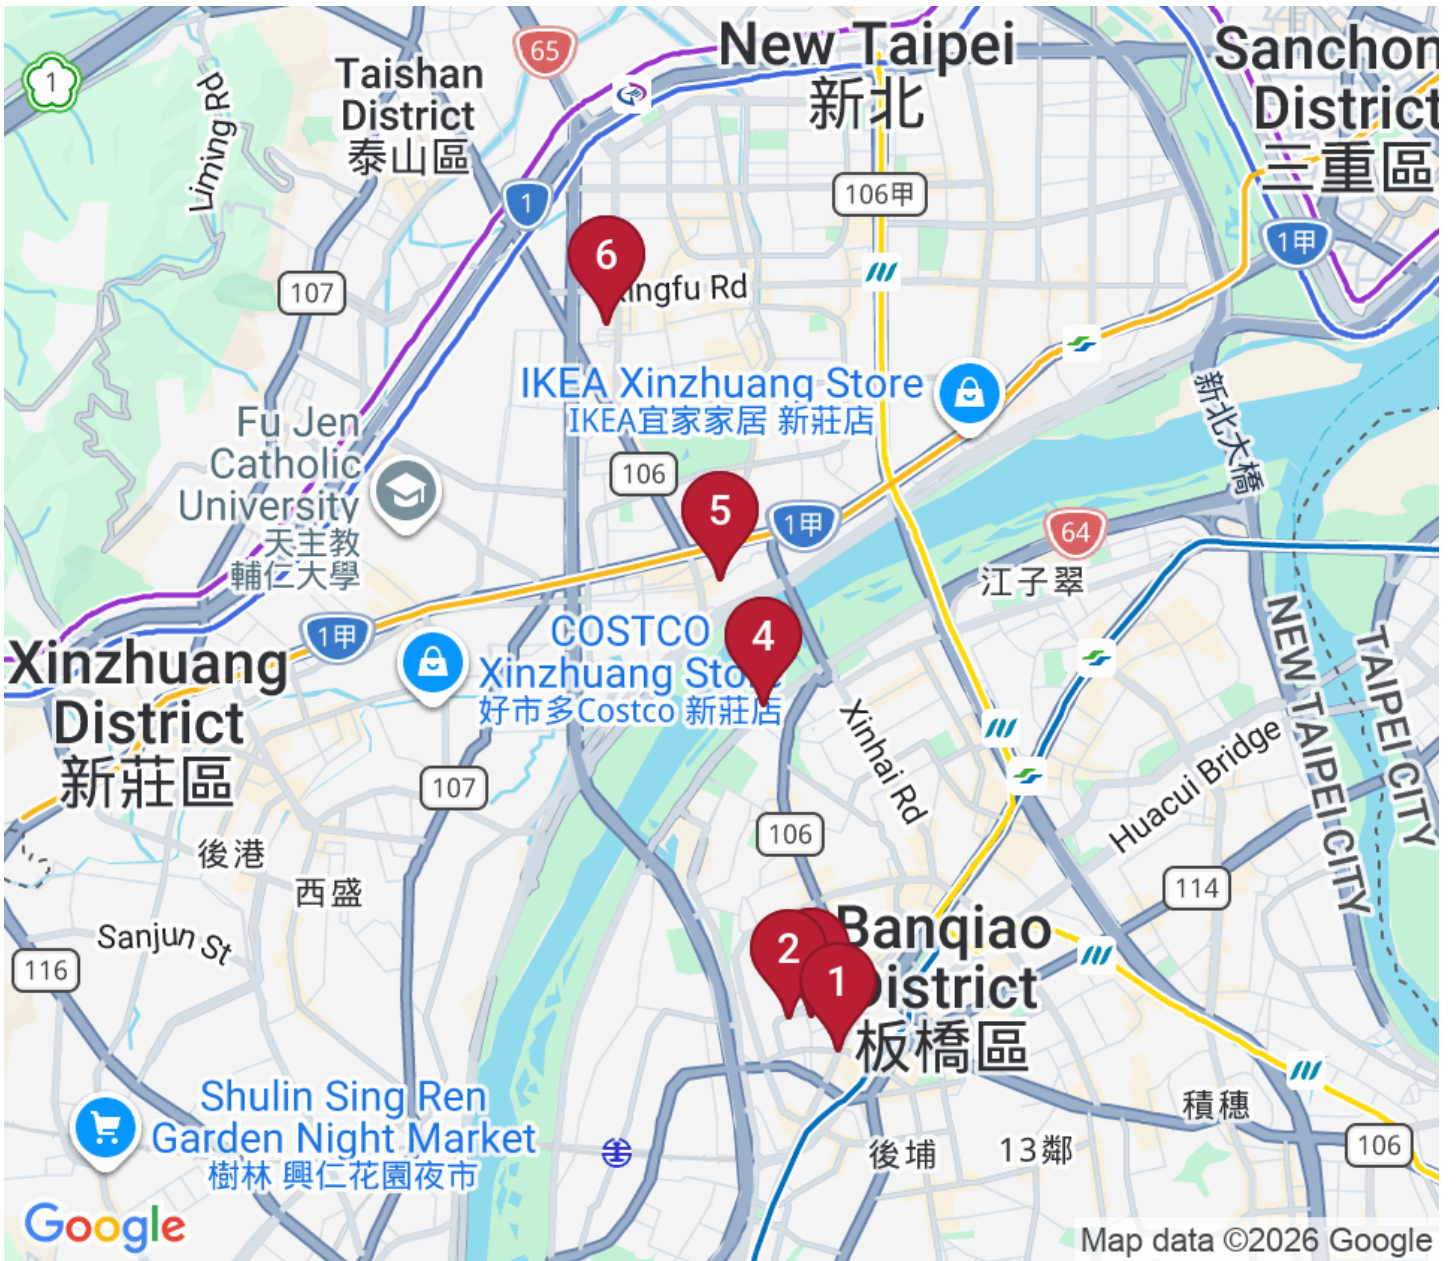 New Taipei
新北
Sanchon
District
三重區
65
1
Taishan
District
泰山區
Liming Rd
1
106甲
1甲
107
6
ingfu Rd
IKEA Xinzhuang Store
IKEA宜家家居 新莊店
新北大橋
Fu Jen
Catholic
University
天主教
輔仁大學
106
5
1甲
64
江子翠
1甲
COSTCO
Xinzhuang Store
好市多Costco 新莊店
4
NEW TAIPEI CITY
TAIPEI CITY
Xinzhuang
District
新莊區
Xinhai Rd
Huacui Bridge
107
106
後港
西盛
114
Sanjun St
116
2
1
Banqiao
District
板橋區
Shulin Sing Ren
Garden Night Market
樹林 興仁花園夜市
積穗
後埔
13鄰
106
Google
Map data ©2026 Google